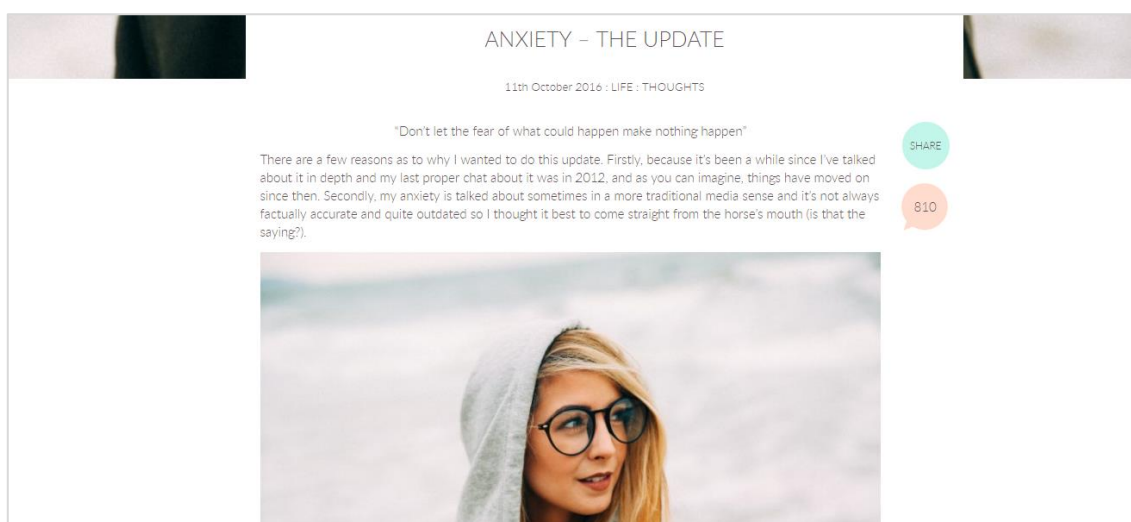 ANXIETY – THE UPDATE
11th October 2016 : LIFE : THOUGHTS
“Don’t let the fear of what could happen make nothing happen”
There are a few reasons as to why I wanted to do this update. Firstly, because it’s been a while since I’ve talked
about it in depth and my last proper chat about it was in 2012, and as you can imagine, things have moved on
since then. Secondly, my anxiety is talked about sometimes in a more traditional media sense and it’s not always
factually accurate and quite outdated so I thought it best to come straight from the horse’s mouth (is that the
saying?).
SHARE
810